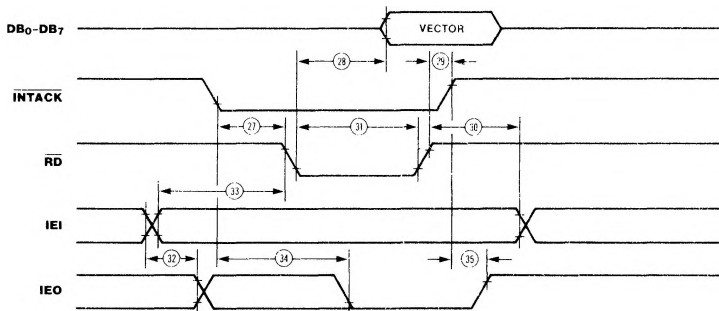 DB0-DB7
VECTOR
28
29
INTACK
27
31
30
RD
33
IEI
32
34
35
IEO